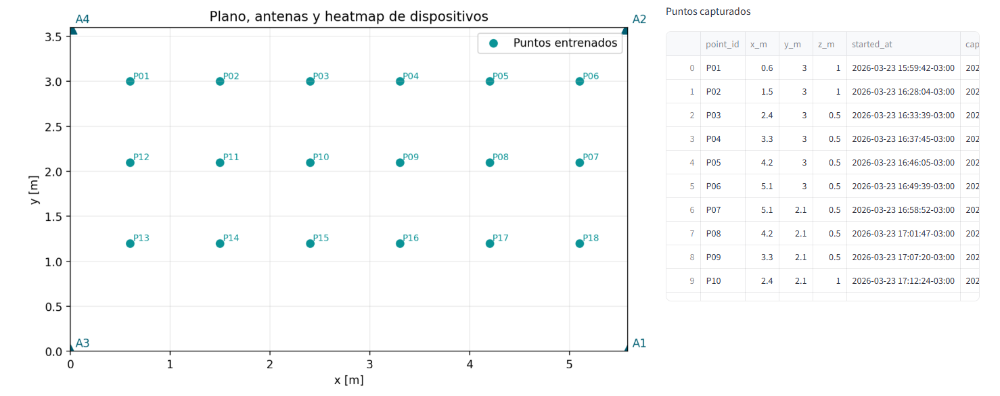 Plano, antenas y heatmap de dispositivos
A4
A2
Puntos entrenados
3.5
3.0
2.5
2.0
1.5
1.0
0.5
0.0
y [m]
P01 P02 P03 P04 P05 P06
P12 P11 P10 P09 P08 P07
P13 P14 P15 P16 P17 P18
A3
A1
0 1 2 3 4 5
x [m]
Puntos capturados
point_id x_m y_m z_m started_at cap
0 P01 0.6 3 1 2026-03-23 15:59:42-03:00 202
1 P02 1.5 3 1 2026-03-23 16:28:04-03:00 202
2 P03 2.4 3 0.5 2026-03-23 16:33:39-03:00 202
3 P04 3.3 3 0.5 2026-03-23 16:37:45-03:00 202
4 P05 4.2 3 0.5 2026-03-23 16:46:05-03:00 202
5 P06 5.1 3 0.5 2026-03-23 16:49:39-03:00 202
6 P07 5.1 2.1 0.5 2026-03-23 16:58:52-03:00 202
7 P08 4.2 2.1 0.5 2026-03-23 17:01:47-03:00 202
8 P09 3.3 2.1 0.5 2026-03-23 17:07:20-03:00 202
9 P10 2.4 2.1 1 2026-03-23 17:12:24-03:00 202